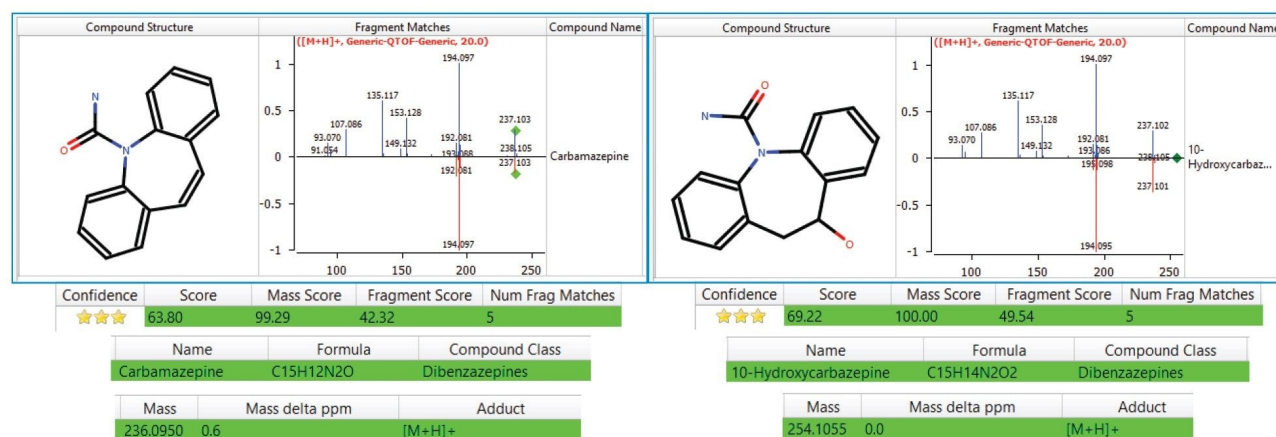 Compound Structure Fragment Matches Compound Name
([M+H]+, Generic-QTOF-Generic, 20.0)
194.097
1
135.117
0.5
153.128
107.086
237.103
93.070
149.132
192.081
91.054
193.088
238.105
0
237.103
192.081
-0.5
-1
194.097
100 150 200 250
N
O
N
Carbamazepine
Confidence Score Mass Score Fragment Score Num Frag Matches
63.80 99.29 42.32 5
Name Formula Compound Class
Carbamazepine C15H12N2O Dibenzazepines
Mass Mass delta ppm Adduct
236.0950 0.6 [M+H]+
Compound Structure Fragment Matches Compound Name
([M+H]+, Generic-QTOF-Generic, 20.0)
194.097
1
135.117
0.5
153.128
107.086
237.102
93.070
149.132
192.081
193.086
238.105
0
195.098
237.101
-0.5
-1
194.095
100 150 200 250
O
N
N
O
10-
Hydroxycarbaz...
Confidence Score Mass Score Fragment Score Num Frag Matches
69.22 100.00 49.54 5
Name Formula Compound Class
10-Hydroxycarbazepine C15H14N2O2 Dibenzazepines
Mass Mass delta ppm Adduct
254.1055 0.0 [M+H]+